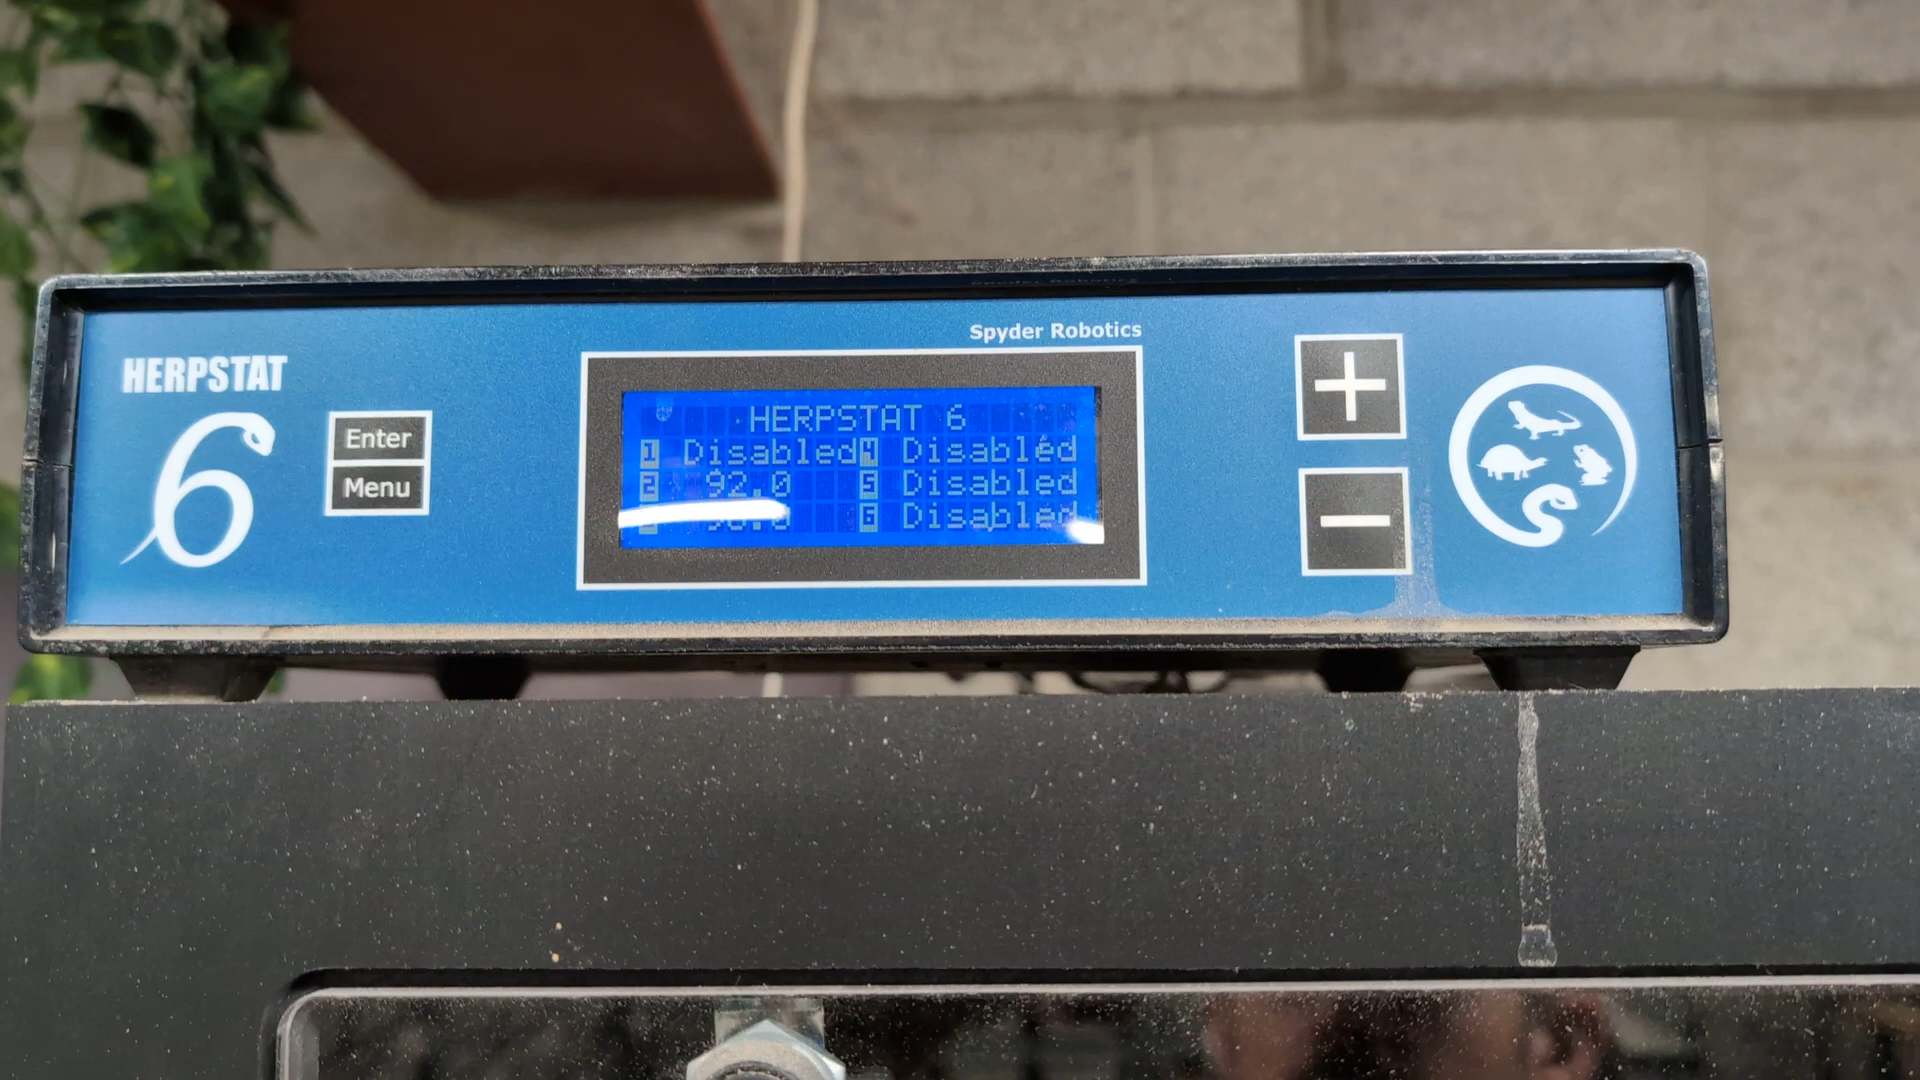 Spyder Robotics
HERPSTAT
6
Enter
Menu
HERPSTAT 6
1 Disabled 4 Disabled
2 92.0 5 Disabled
6 Disabled
+
−